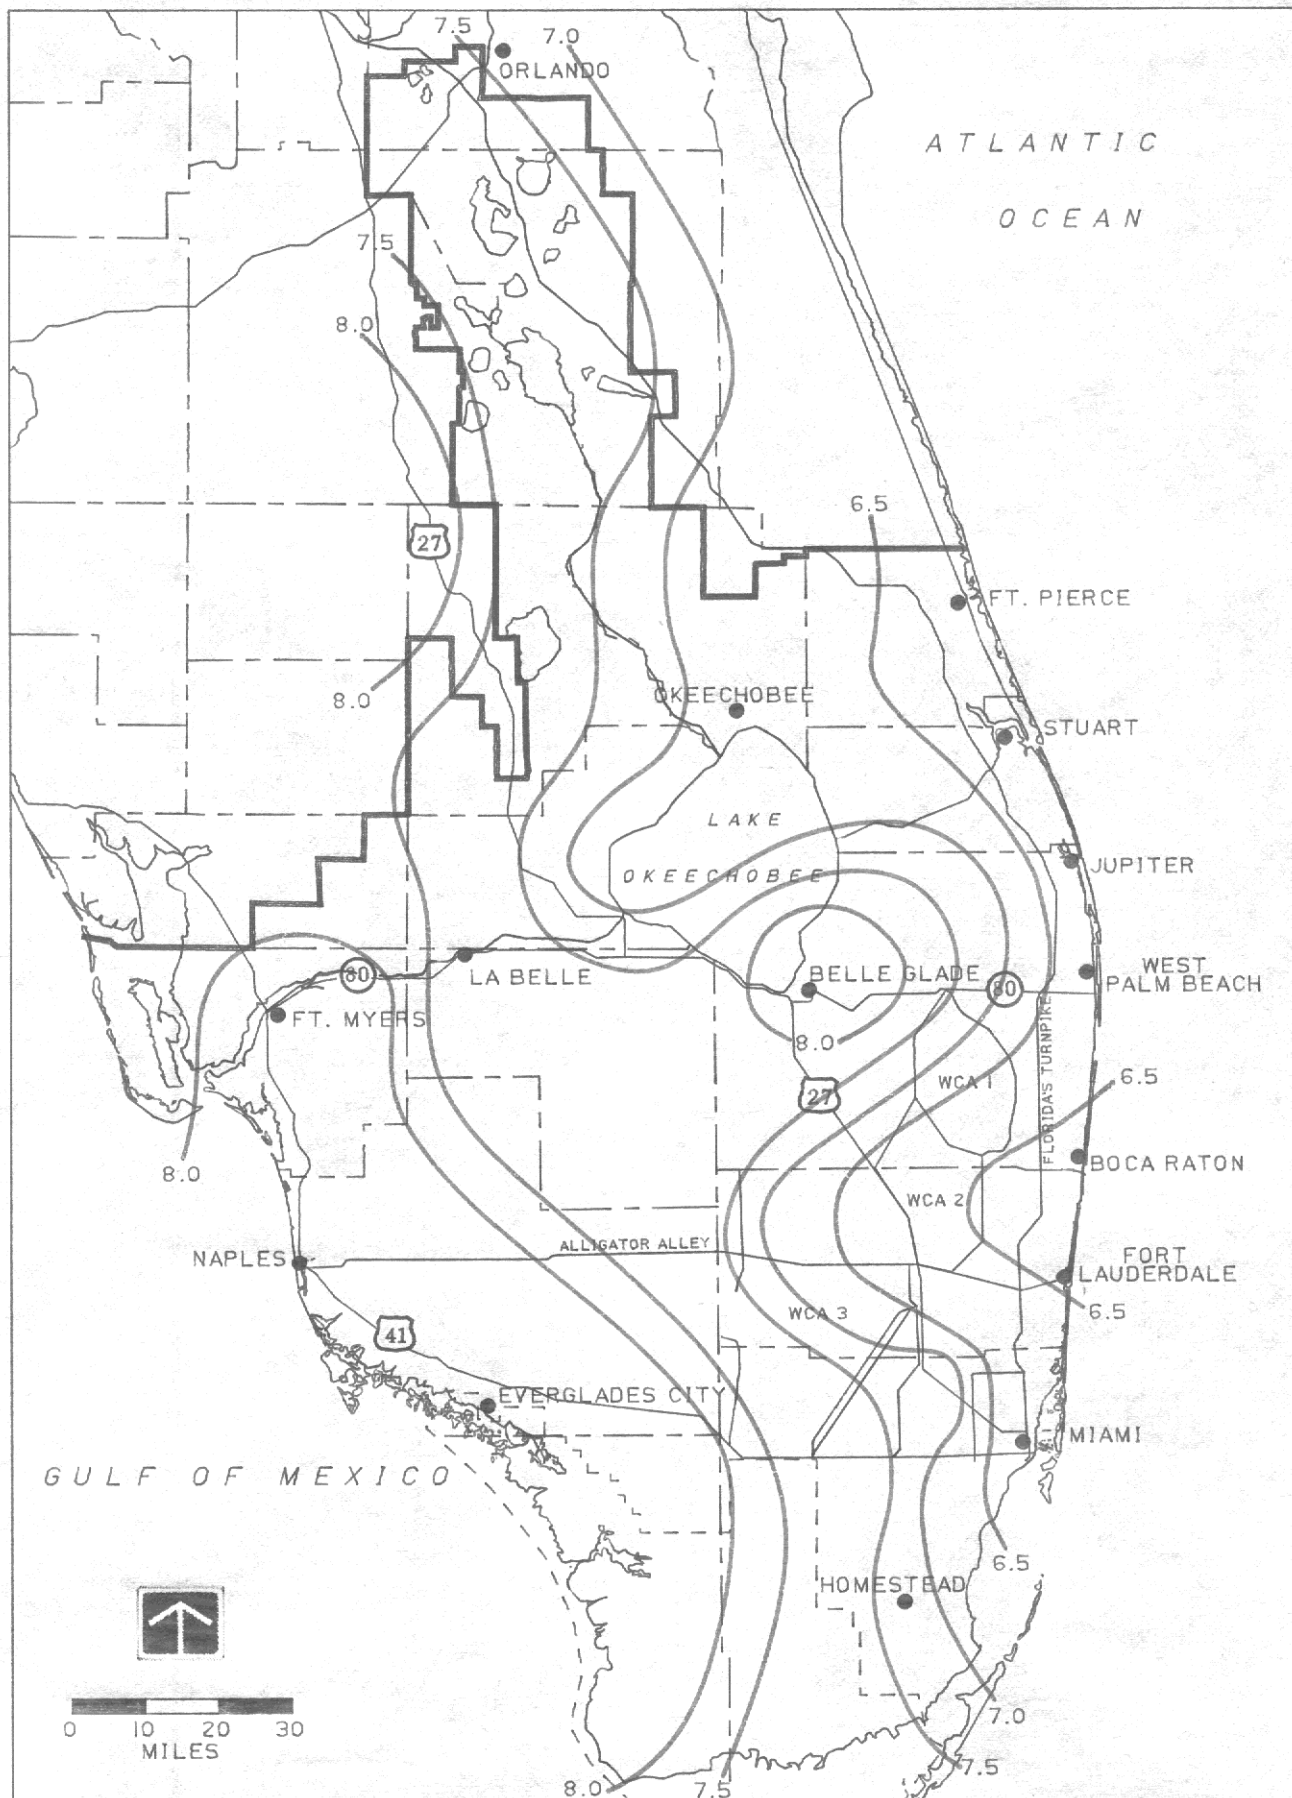 7.5
7.0
ORLANDO
ATLANTIC
OCEAN
7.5
8.0
6.5
27
FT. PIERCE
8.0
OKEECHOBEE
STUART
LAKE
OKEECHOBEE
JUPITER
80
LA BELLE
BELLE GLADE
80
WEST
PALM BEACH
FT. MYERS
8.0
FLORIDA'S TURNPIKE
WCA 1
6.5
27
8.0
BOCA RATON
WCA 2
NAPLES
ALLIGATOR ALLEY
FORT
LAUDERDALE
6.5
WCA 3
41
EVERGLADES CITY
MIAMI
GULF OF MEXICO
6.5
HOMESTEAD
7.0
0 10 20 30
MILES
7.5
8.0
7.5